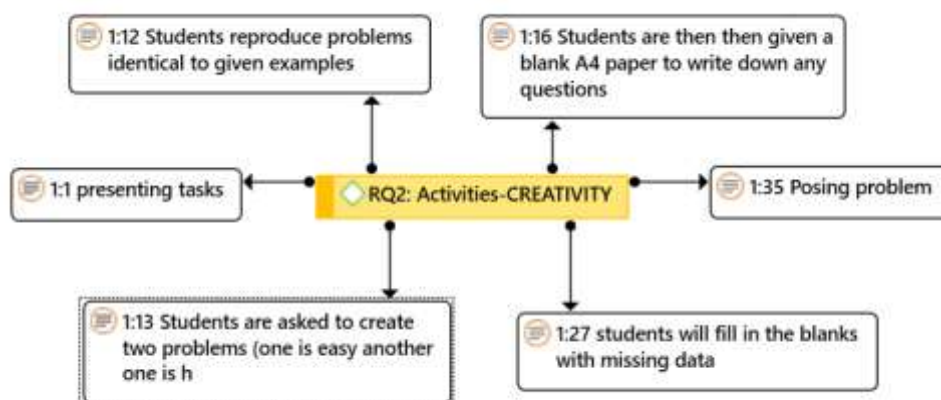 1:12 Students reproduce problems
identical to given examples
1:16 Students are then then given a
blank A4 paper to write down any
questions
1:1 presenting tasks
RQ2: Activities-CREATIVITY
1:35 Posing problem
1:13 Students are asked to create
two problems (one is easy another
one is h
1:27 students will fill in the blanks
with missing data